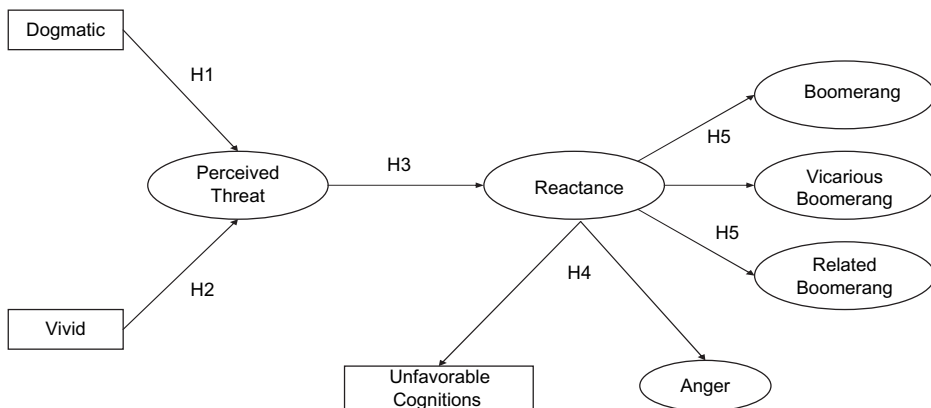 Dogmatic
H1
Boomerang
H5
Perceived
Threat
H3
Reactance
Vicarious
Boomerang
H5
H2
H4
Related
Boomerang
Vivid
Unfavorable
Cognitions
Anger